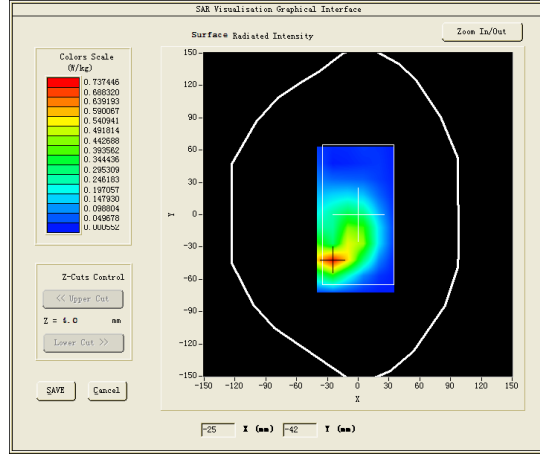 SAR Visualisation Graphical Interface
Surface Radiated Intensity
Zoom In/Out
Colors Scale
(W/kg)
0.737446
0.688320
0.639193
0.590067
0.540941
0.491814
0.442688
0.393562
0.344436
0.295309
0.246183
0.197057
0.147930
0.098804
0.049678
0.000552
Z-Cuts Control
<< Upper Cut
Z = 4.0 mm
Lower Cut >>
SAVE Cancel
150
120
90
60
30
0
-30
-60
-90
-120
-150
Y
-150 -120 -90 -60 -30 0 30 60 90 120 150
X
-25 X (mm) -42 Y (mm)